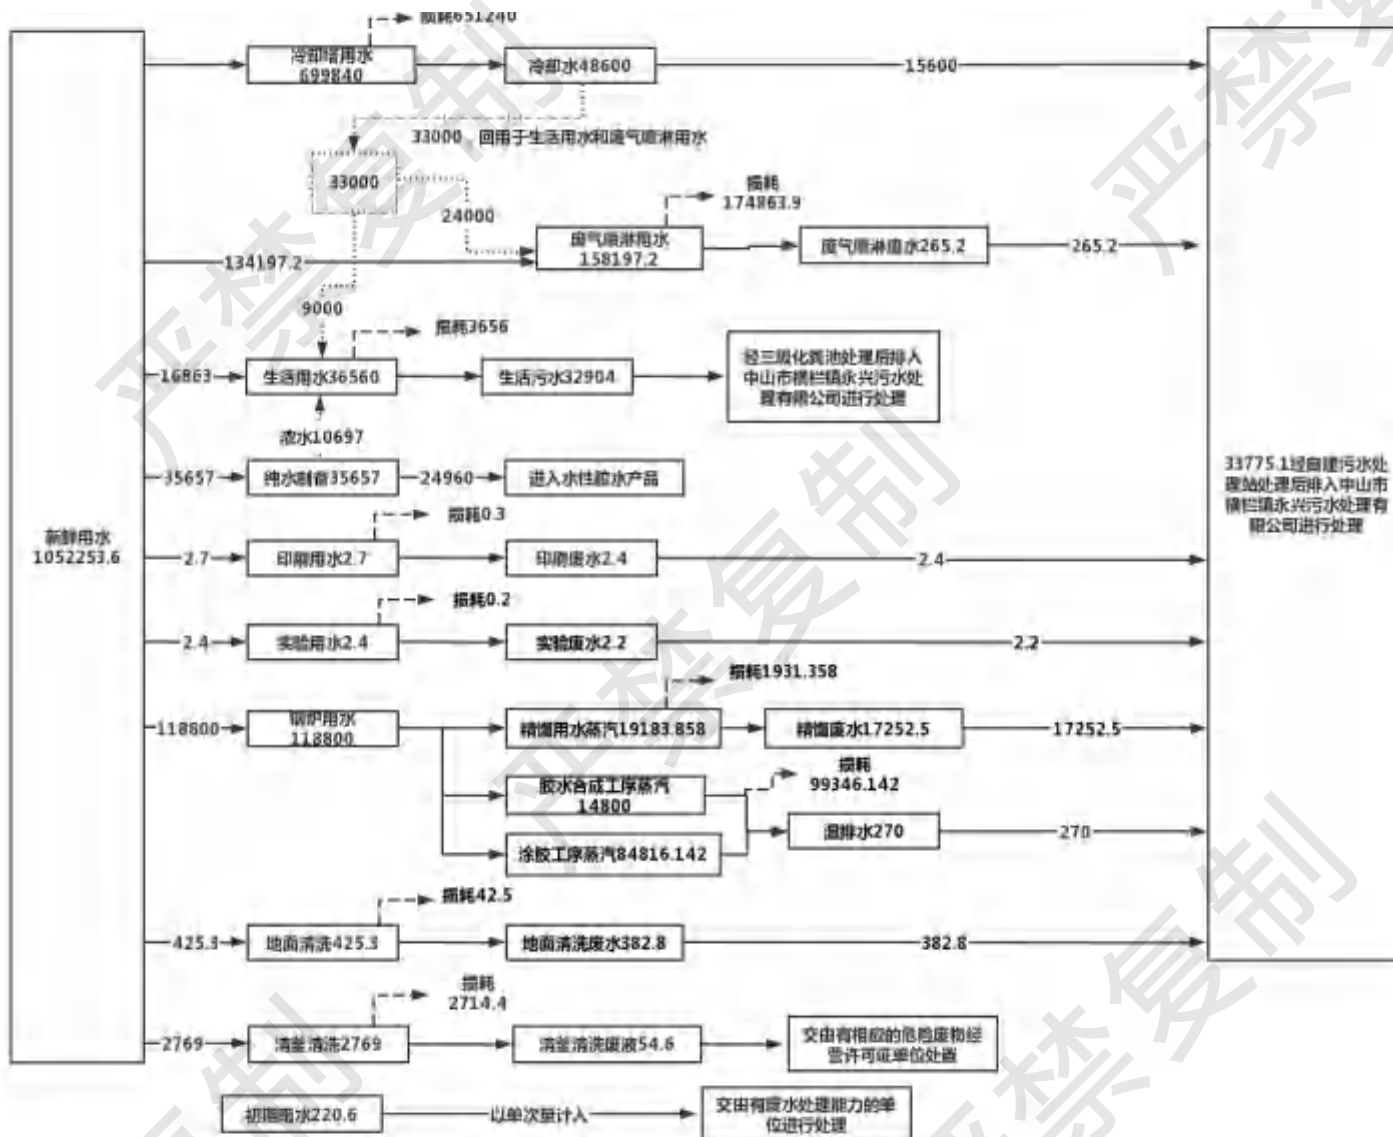 损耗651240
冷却塔用水
699840
冷却水48600
15600
33000，回用于生活用水和废气喷淋用水
33000
24000
损耗
174863.9
废气喷淋用水
158197.2
废气喷淋废水265.2
265.2
134197.2
9000
损耗3656
16863
生活用水36560
生活污水32904
经三级化粪池处理后排入
中山市横栏镇永兴污水处
理有限公司进行处理
浓水10697
35657
纯水制备35657
24960
进入水性胶水产品
新鲜用水
1052253.6
33775.1经自建污水处
理站处理后排入中山市
横栏镇永兴污水处理有
限公司进行处理
损耗0.3
2.7
印刷用水2.7
印刷废水2.4
2.4
损耗0.2
2.4
实验用水2.4
实验废水2.2
2.2
损耗1931.358
118800
锅炉用水
118800
精馏用水蒸汽19183.858
精馏废水17252.5
17252.5
损耗
99346.142
胶水合成工序蒸汽
14800
温排水270
270
涂胶工序蒸汽84816.142
损耗42.5
425.3
地面清洗425.3
地面清洗废水382.8
382.8
损耗
2714.4
2769
清釜清洗2769
清釜清洗废液54.6
交由有相应的危险废物经
营许可证单位处置
初期雨水220.6
以单次量计入
交由有废水处理能力的单
位进行处理
严禁复制
严禁复制
严禁复制
严禁复制
严禁复制